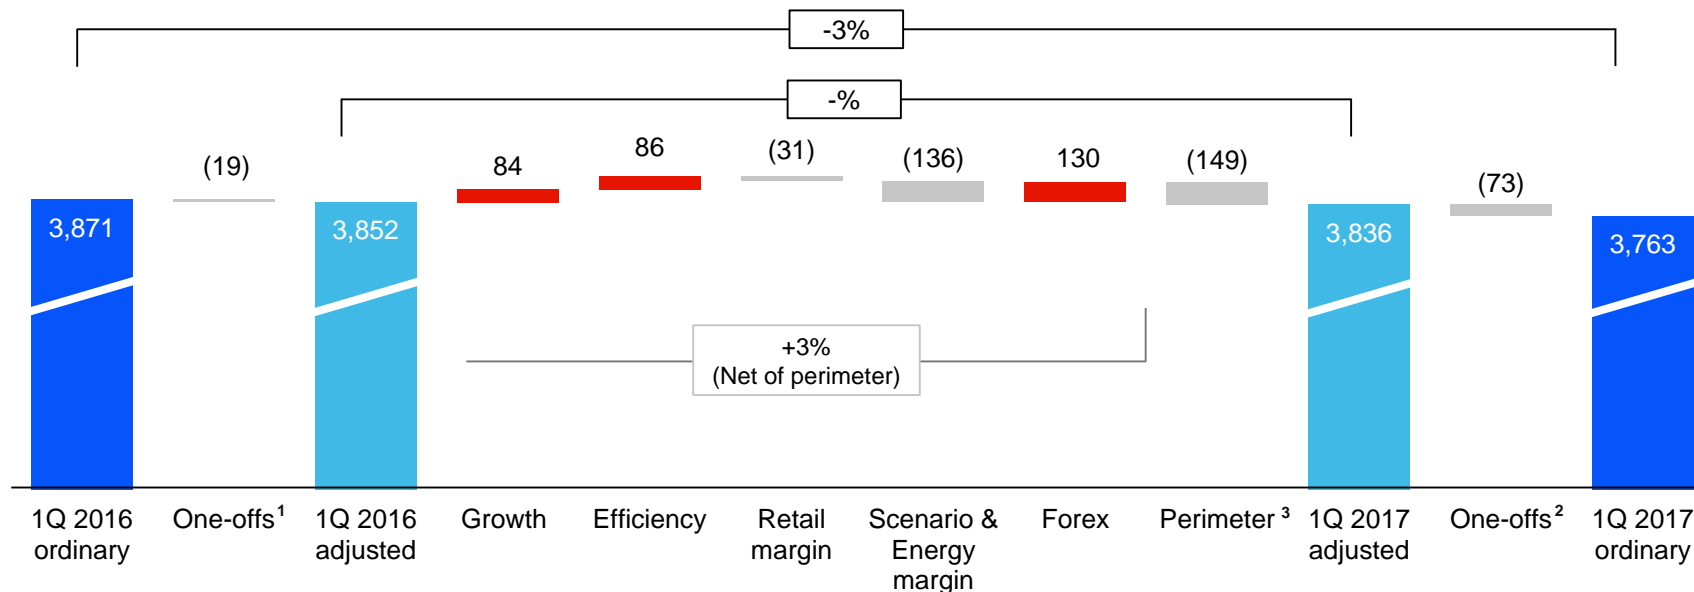 -3%
-%
(19)
84
86
(31)
(136)
130
(149)
(73)
3,871
3,852
3,836
3,763
+3%
(Net of perimeter)
1Q 2016
ordinary
One-offs¹
1Q 2016
adjusted
Growth
Efficiency
Retail
margin
Scenario &
Energy
margin
Forex
Perimeter ³
1Q 2017
adjusted
One-offs²
1Q 2017
ordinary